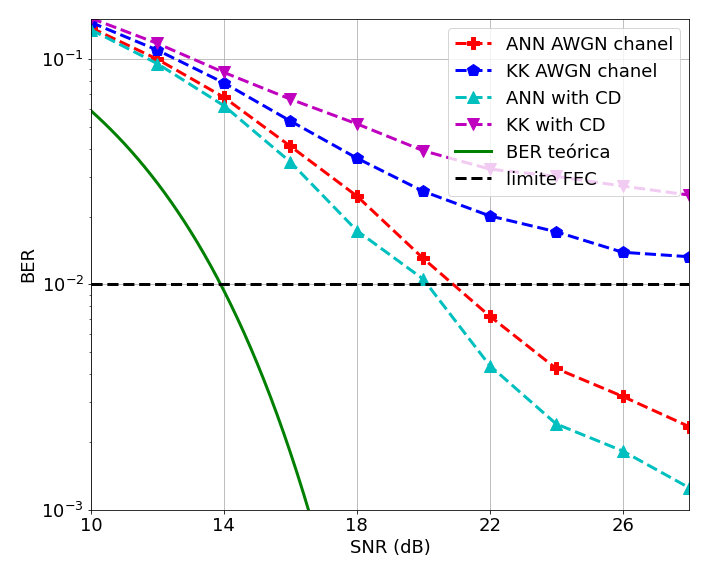 10⁻¹
10⁻²
10⁻³
BER
10
14
18
22
26
SNR (dB)
ANN AWGN chanel
KK AWGN chanel
ANN with CD
KK with CD
BER teórica
limite FEC